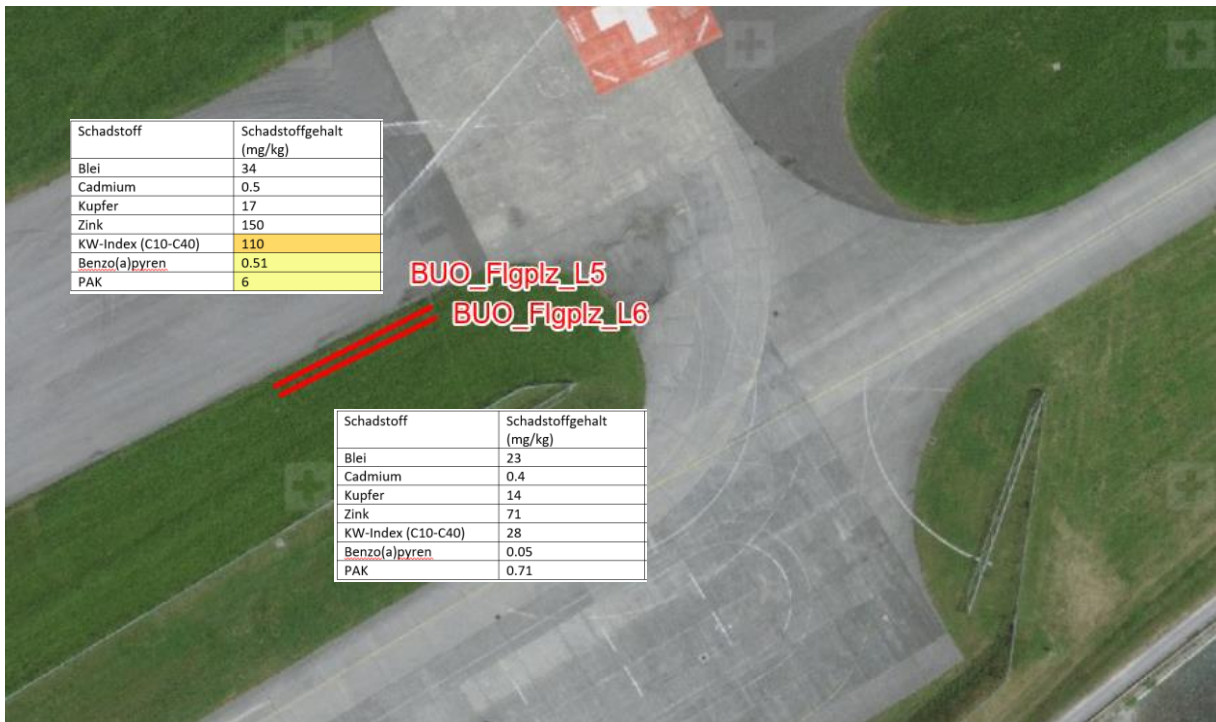 Schadstoff Schadstoffgehalt
(mg/kg)
Blei 34
Cadmium 0.5
Kupfer 17
Zink 150
KW-Index (C10-C40) 110
Benzo(a)pyren 0.51
PAK 6
BUO_Flgplz_L5
BUO_Flgplz_L6
Schadstoff Schadstoffgehalt
(mg/kg)
Blei 23
Cadmium 0.4
Kupfer 14
Zink 71
KW-Index (C10-C40) 28
Benzo(a)pyren 0.05
PAK 0.71